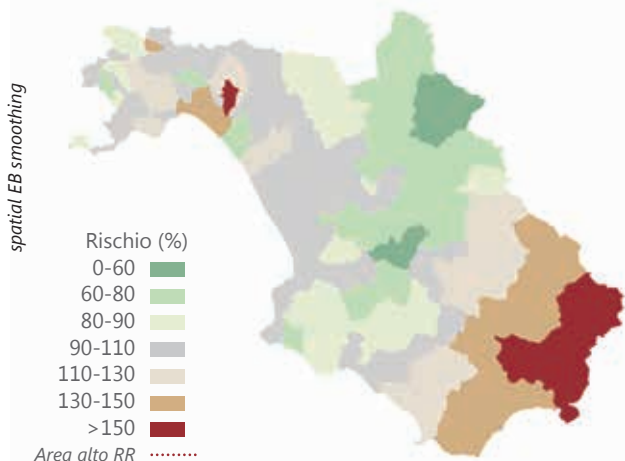 spatial EB smoothing
Rischio (%)
0-60
60-80
80-90
90-110
110-130
130-150
>150
Area alto RR